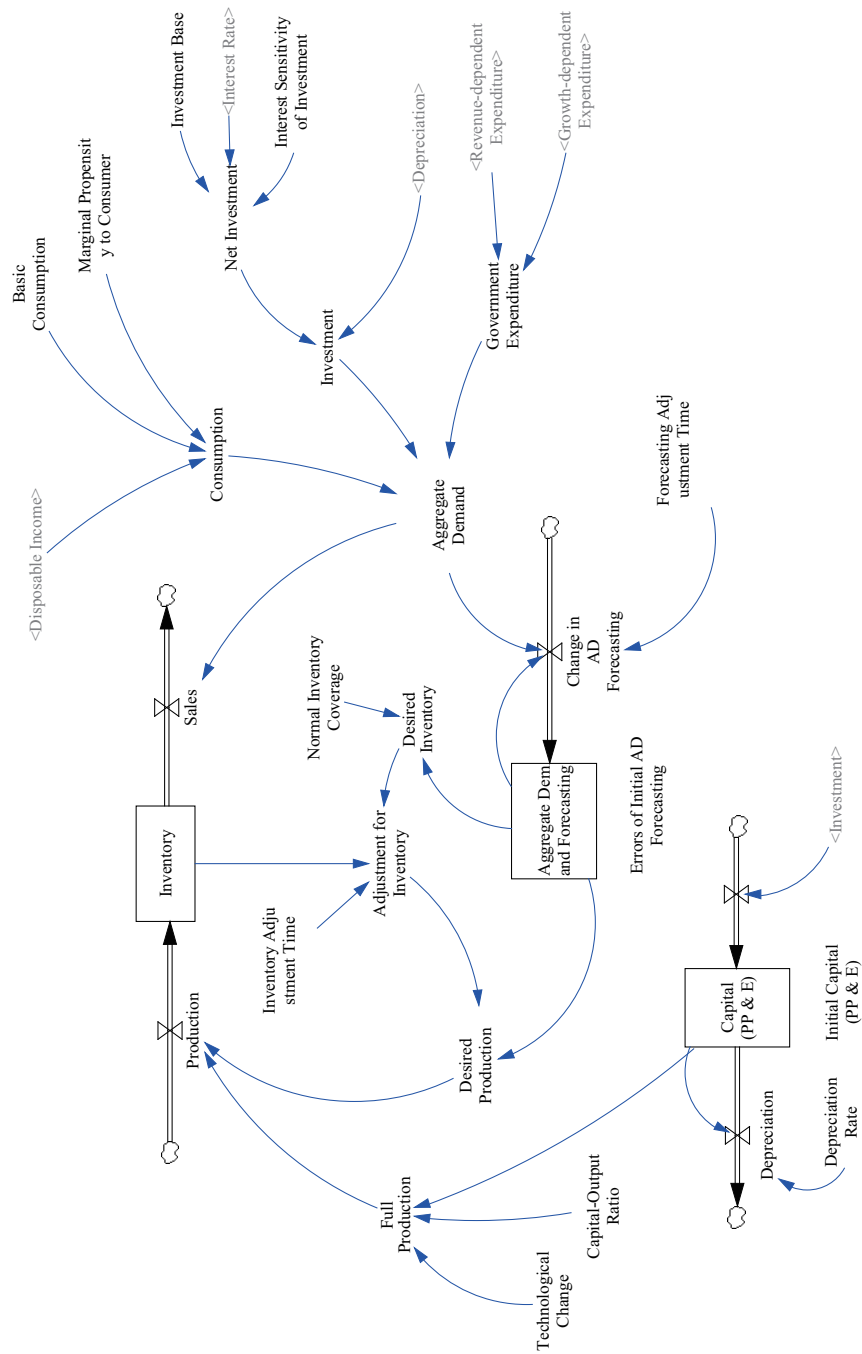 <Disposable Income>
Basic
Consumption
Marginal Propensit
y to Consumer
Investment Base
<Interest Rate>
Interest Sensitivity
of Investment
Net Investment
Consumption
Investment
<Depreciation>
<Revenue-dependent
Expenditure>
<Growth-dependent
Expenditure>
Government
Expenditure
Aggregate
Demand
Production
Inventory
Sales
Inventory Adju
stment Time
Normal Inventory
Coverage
Adjustment for
Inventory
Desired
Inventory
Full
Production
Desired
Production
Aggregate Dem
and Forecasting
Change in
AD
Forecasting
Forecasting Adj
ustment Time
Errors of Initial AD
Forecasting
Technological
Change
Capital-Output
Ratio
Depreciation
Capital
(PP & E)
<Investment>
Depreciation
Rate
Initial Capital
(PP & E)